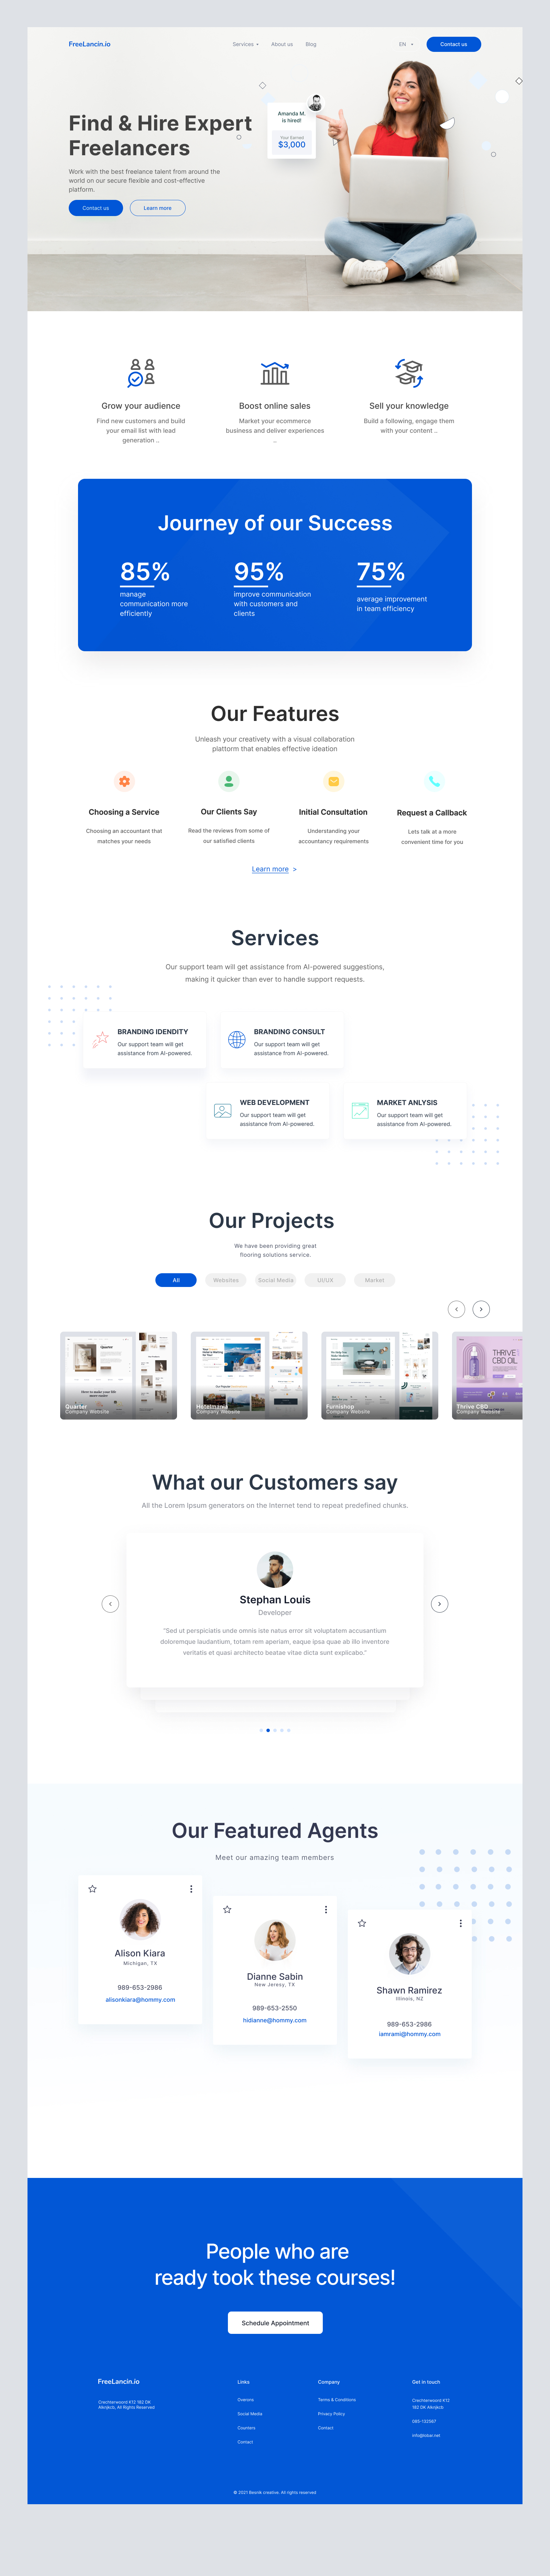 FreeLancin.io
Services
About us
Blog
EN
Contact us
Find & Hire Expert
Freelancers
Work with the best freelance talent from around the
world on our secure flexible and cost-effective
platform.
Contact us
Learn more
Amanda M.
is hired!
Your Earned
$3,000
Grow your audience
Find new customers and build
your email list with lead
generation ..
Boost online sales
Market your ecommerce
business and deliver experiences
..
Sell your knowledge
Build a following, engage them
with your content ..
Journey of our Success
85%
manage
communication more
efficiently
95%
improve communication
with customers and
clients
75%
average improvement
in team efficiency
Our Features
Unleash your creativety with a visual collaboration
plattorm that enables effective ideation
Choosing a Service
Choosing an accountant that
matches your needs
Our Clients Say
Read the reviews from some of
our satisfied clients
Initial Consultation
Understanding your
accountancy requirements
Request a Callback
Lets talk at a more
convenient time for you
Learn more >
Services
Our support team will get assistance from AI-powered suggestions,
making it quicker than ever to handle support requests.
BRANDING IDENDITY
Our support team will get
assistance from AI-powered.
BRANDING CONSULT
Our support team will get
assistance from AI-powered.
WEB DEVELOPMENT
Our support team will get
assistance from AI-powered.
MARKET ANLYSIS
Our support team will get
assistance from AI-powered.
Our Projects
We have been providing great
flooring solutions service.
All
Websites
Social Media
UI/UX
Market
Quarter
Company Website
Company Website
Furnishop
Company Website
THRIVE
CBD OIL
Thrive CBD
Company Website
What our Customers say
All the Lorem Ipsum generators on the Internet tend to repeat predefined chunks.
Stephan Louis
Developer
"Sed ut perspiciatis unde omnis iste natus error sit voluptatem accusantium
doloremque laudantium, totam rem aperiam, eaque ipsa quae ab illo inventore
veritatis et quasi architecto beatae vitae dicta sunt explicabo."
Our Featured Agents
Meet our amazing team members
Alison Kiara
Michigan, TX
989-653-2986
alisonkiara@hommy.com
Dianne Sabin
New Jeresy, TX
989-653-2550
hidianne@hommy.com
Shawn Ramirez
Illinois, NZ
989-653-2986
iamrami@hommy.com
People who are
ready took these courses!
Schedule Appointment
FreeLancin.io
Crechterwoord K12 182 DK
Alknjkcb, All Rights Reserved
Links
Overons
Social Media
Counters
Contact
Company
Terms & Conditions
Privacy Policy
Contact
Get in touch
Crechterwoord K12
182 DK Alknjkcb
085-132567
© 2021 Besnik creative. All rights reserved